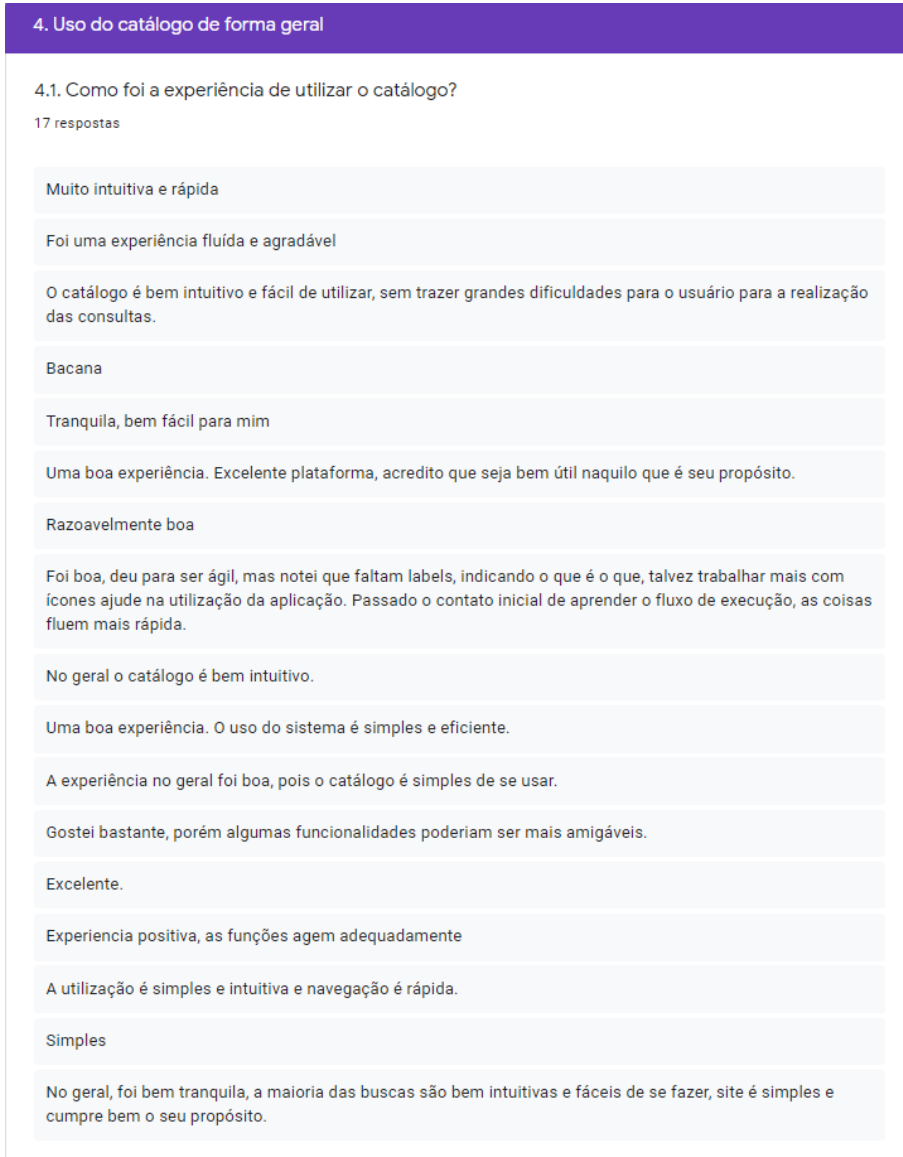 4. Uso do catálogo de forma geral
4.1. Como foi a experiência de utilizar o catálogo?
17 respostas
Muito intuitiva e rápida
Foi uma experiência fluída e agradável
O catálogo é bem intuitivo e fácil de utilizar, sem trazer grandes dificuldades para o usuário para a realização
das consultas.
Bacana
Tranquila, bem fácil para mim
Uma boa experiência. Excelente plataforma, acredito que seja bem útil naquilo que é seu propósito.
Razoavelmente boa
Foi boa, deu para ser ágil, mas notei que faltam labels, indicando o que é o que, talvez trabalhar mais com
ícones ajude na utilização da aplicação. Passado o contato inicial de aprender o fluxo de execução, as coisas
fluem mais rápida.
No geral o catálogo é bem intuitivo.
Uma boa experiência. O uso do sistema é simples e eficiente.
A experiência no geral foi boa, pois o catálogo é simples de se usar.
Gostei bastante, porém algumas funcionalidades poderiam ser mais amigáveis.
Excelente.
Experiencia positiva, as funções agem adequadamente
A utilização é simples e intuitiva e navegação é rápida.
Simples
No geral, foi bem tranquila, a maioria das buscas são bem intuitivas e fáceis de se fazer, site é simples e
cumpre bem o seu propósito.